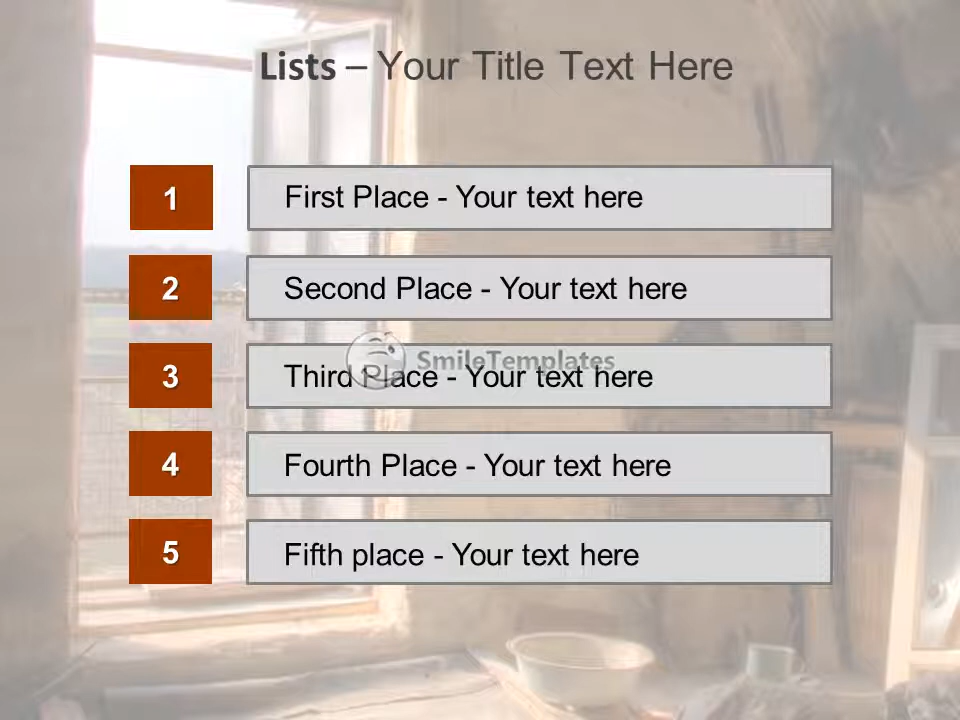 Lists – Your Title Text Here
1 First Place - Your text here
2 Second Place - Your text here
SmileTemplates
3 Third Place - Your text here
4 Fourth Place - Your text here
5 Fifth place - Your text here